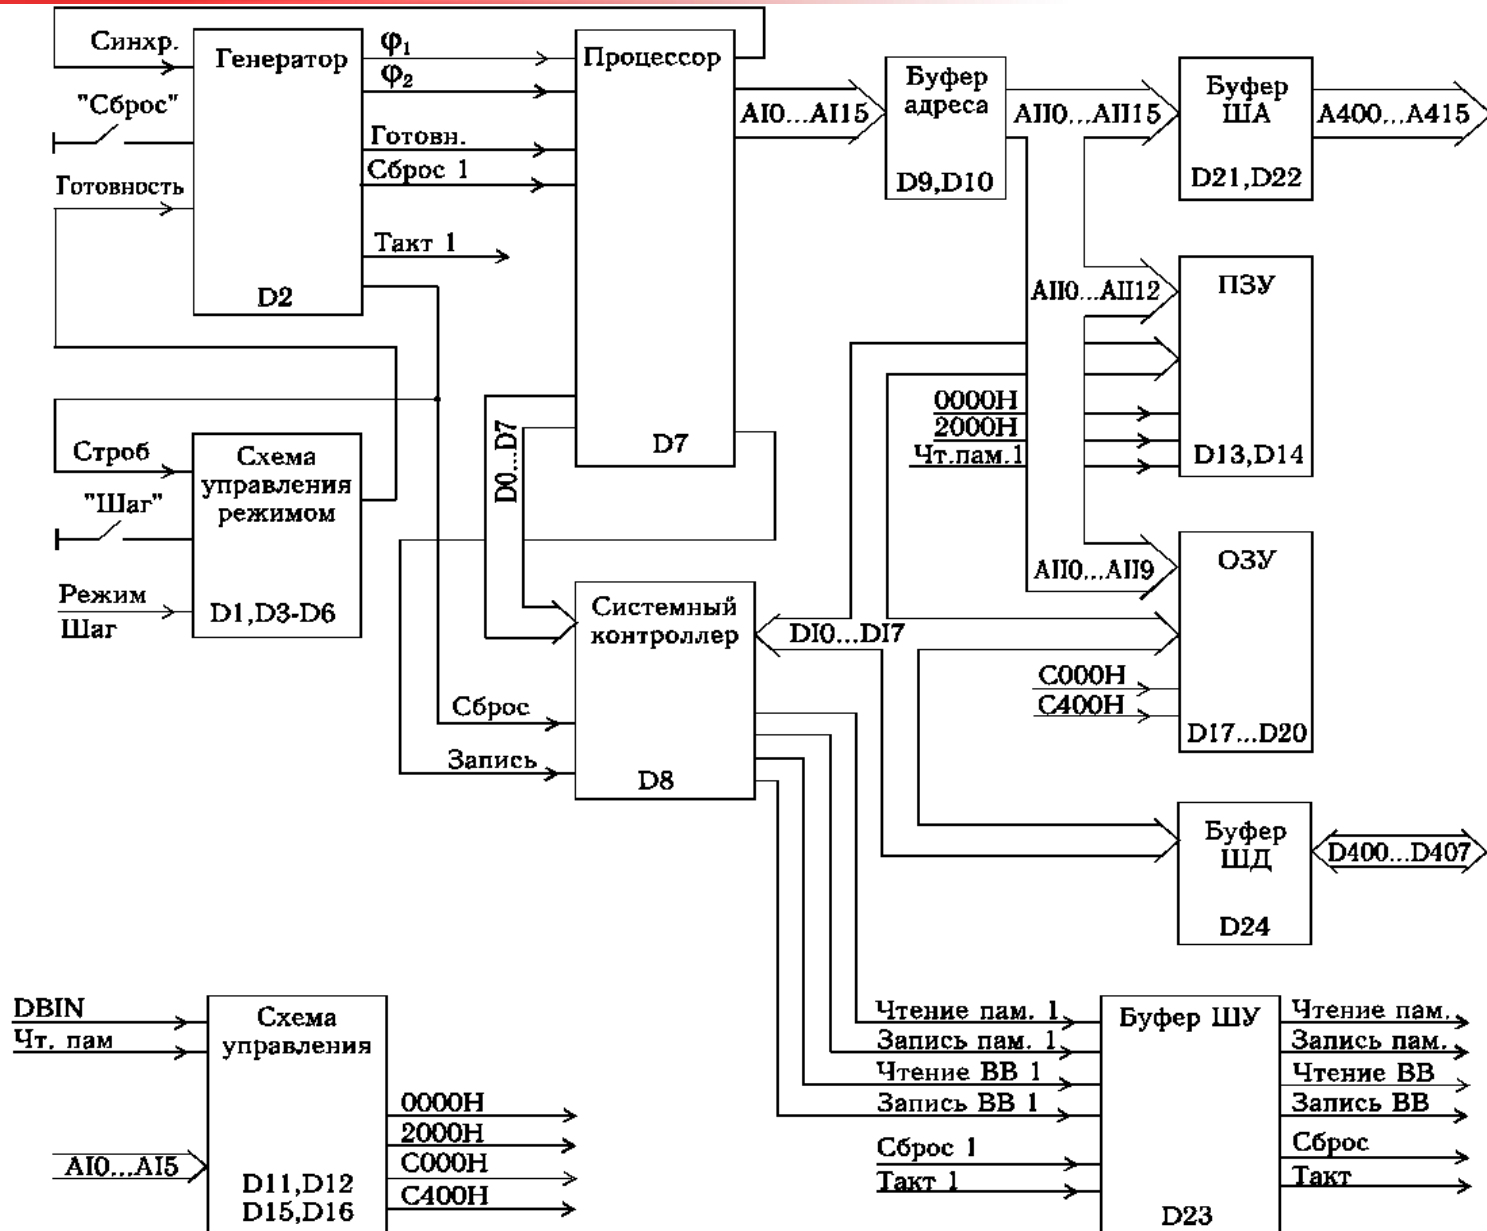 Синхр.
"Сброс"
Готовность
Генератор
D2
φ1
φ2
Готовн.
Сброс 1
Такт 1
Процессор
D7
AI0...AI15
Буфер
адреса
D9,D10
AII0...AII15
Буфер
ША
D21,D22
A400...A415
AII0...AII12
ПЗУ
0000H
2000H
Чт.пам.1
D13,D14
Строб
"Шаг"
Режим
Шаг
Схема
управления
режимом
D1,D3-D6
D0...D7
AII0...AII9
ОЗУ
C000H
C400H
D17...D20
Системный
контроллер
D8
Сброс
Запись
DI0...DI7
Буфер
ШД
D24
D400...D407
DBIN
Чт. пам
AI0...AI5
Схема
управления
D11,D12
D15,D16
0000H
2000H
C000H
C400H
Чтение пам. 1
Запись пам. 1
Чтение ВВ 1
Запись ВВ 1
Сброс 1
Такт 1
Буфер ШУ
D23
Чтение пам.
Запись пам.
Чтение ВВ
Запись ВВ
Сброс
Такт